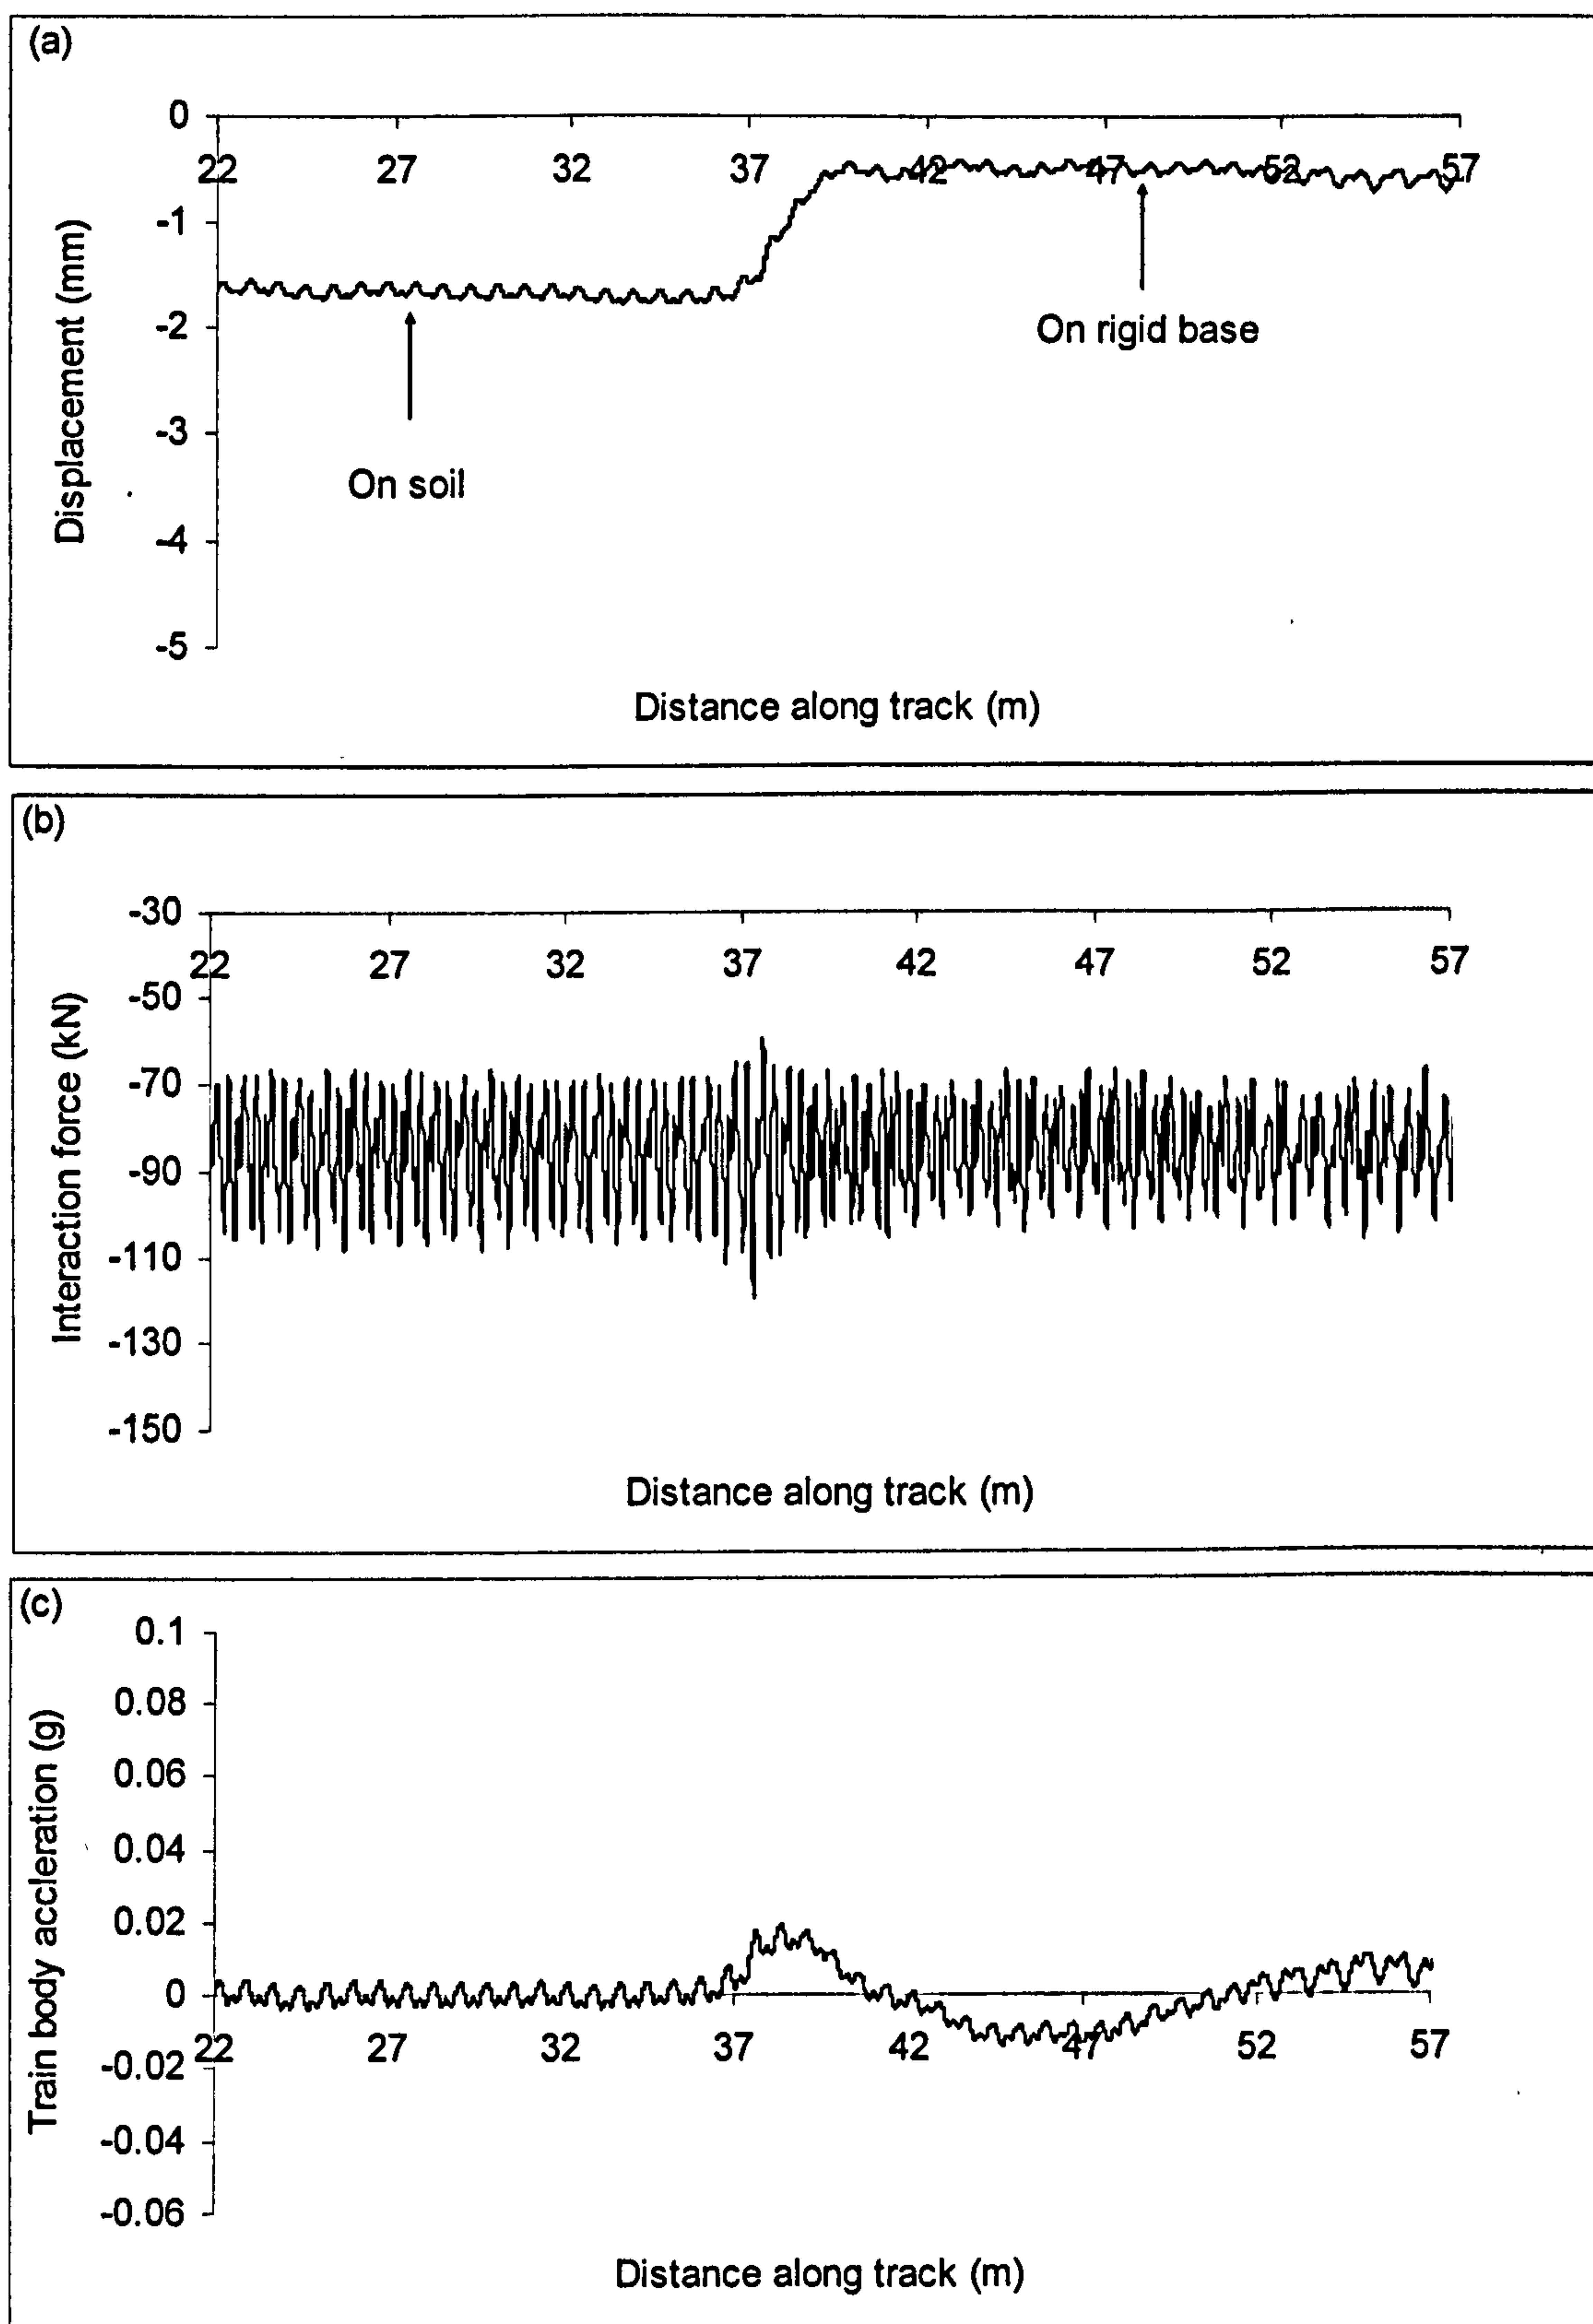 (a)
0
22 27 32 37 42 47 52 57
-1
-2
-3
-4
-5
Displacement (mm)
On soil
On rigid base
Distance along track (m)
(b)
-30
22 27 32 37 42 47 52 57
-50
-70
-90
-110
-130
-150
Interaction force (kN)
Distance along track (m)
(c)
0.1
0.08
0.06
0.04
0.02
0
22 27 32 37 42 47 52 57
-0.02
-0.04
-0.06
Train body accleration (g)
Distance along track (m)